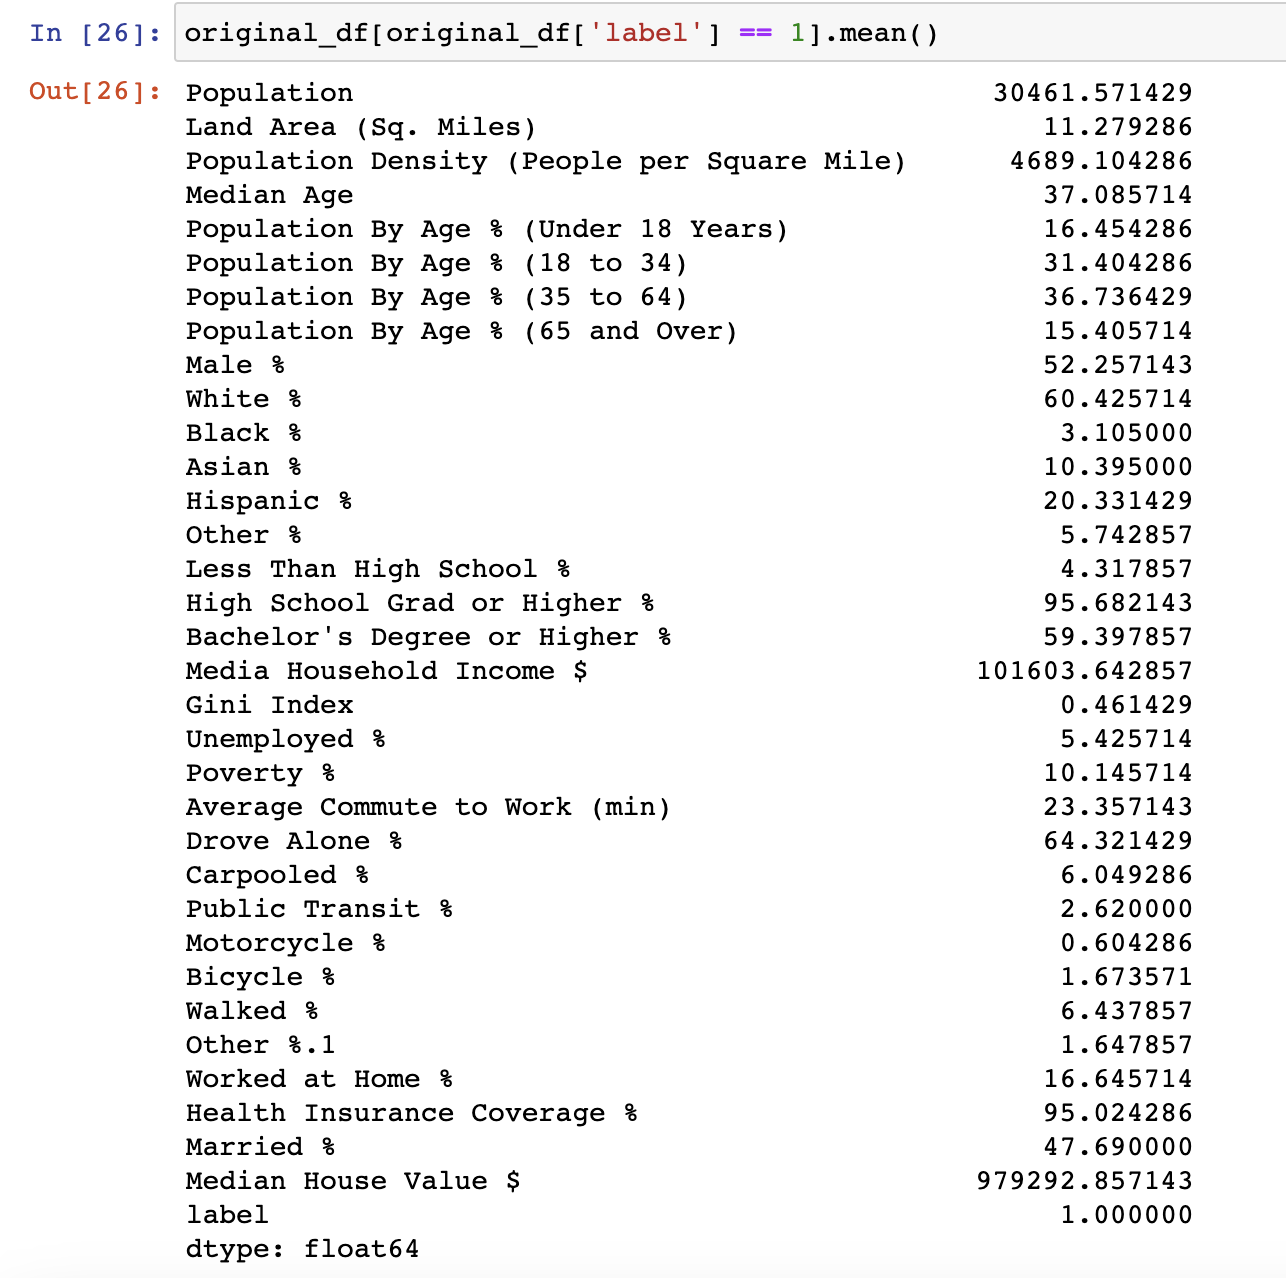 In [26]: original_df[original_df['label'] == 1].mean()
Out[26]: Population 30461.571429
Land Area (Sq. Miles) 11.279286
Population Density (People per Square Mile) 4689.104286
Median Age 37.085714
Population By Age % (Under 18 Years) 16.454286
Population By Age % (18 to 34) 31.404286
Population By Age % (35 to 64) 36.736429
Population By Age % (65 and Over) 15.405714
Male % 52.257143
White % 60.425714
Black % 3.105000
Asian % 10.395000
Hispanic % 20.331429
Other % 5.742857
Less Than High School % 4.317857
High School Grad or Higher % 95.682143
Bachelor's Degree or Higher % 59.397857
Media Household Income $ 101603.642857
Gini Index 0.461429
Unemployed % 5.425714
Poverty % 10.145714
Average Commute to Work (min) 23.357143
Drove Alone % 64.321429
Carpooled % 6.049286
Public Transit % 2.620000
Motorcycle % 0.604286
Bicycle % 1.673571
Walked % 6.437857
Other %.1 1.647857
Worked at Home % 16.645714
Health Insurance Coverage % 95.024286
Married % 47.690000
Median House Value $ 979292.857143
label 1.000000
dtype: float64